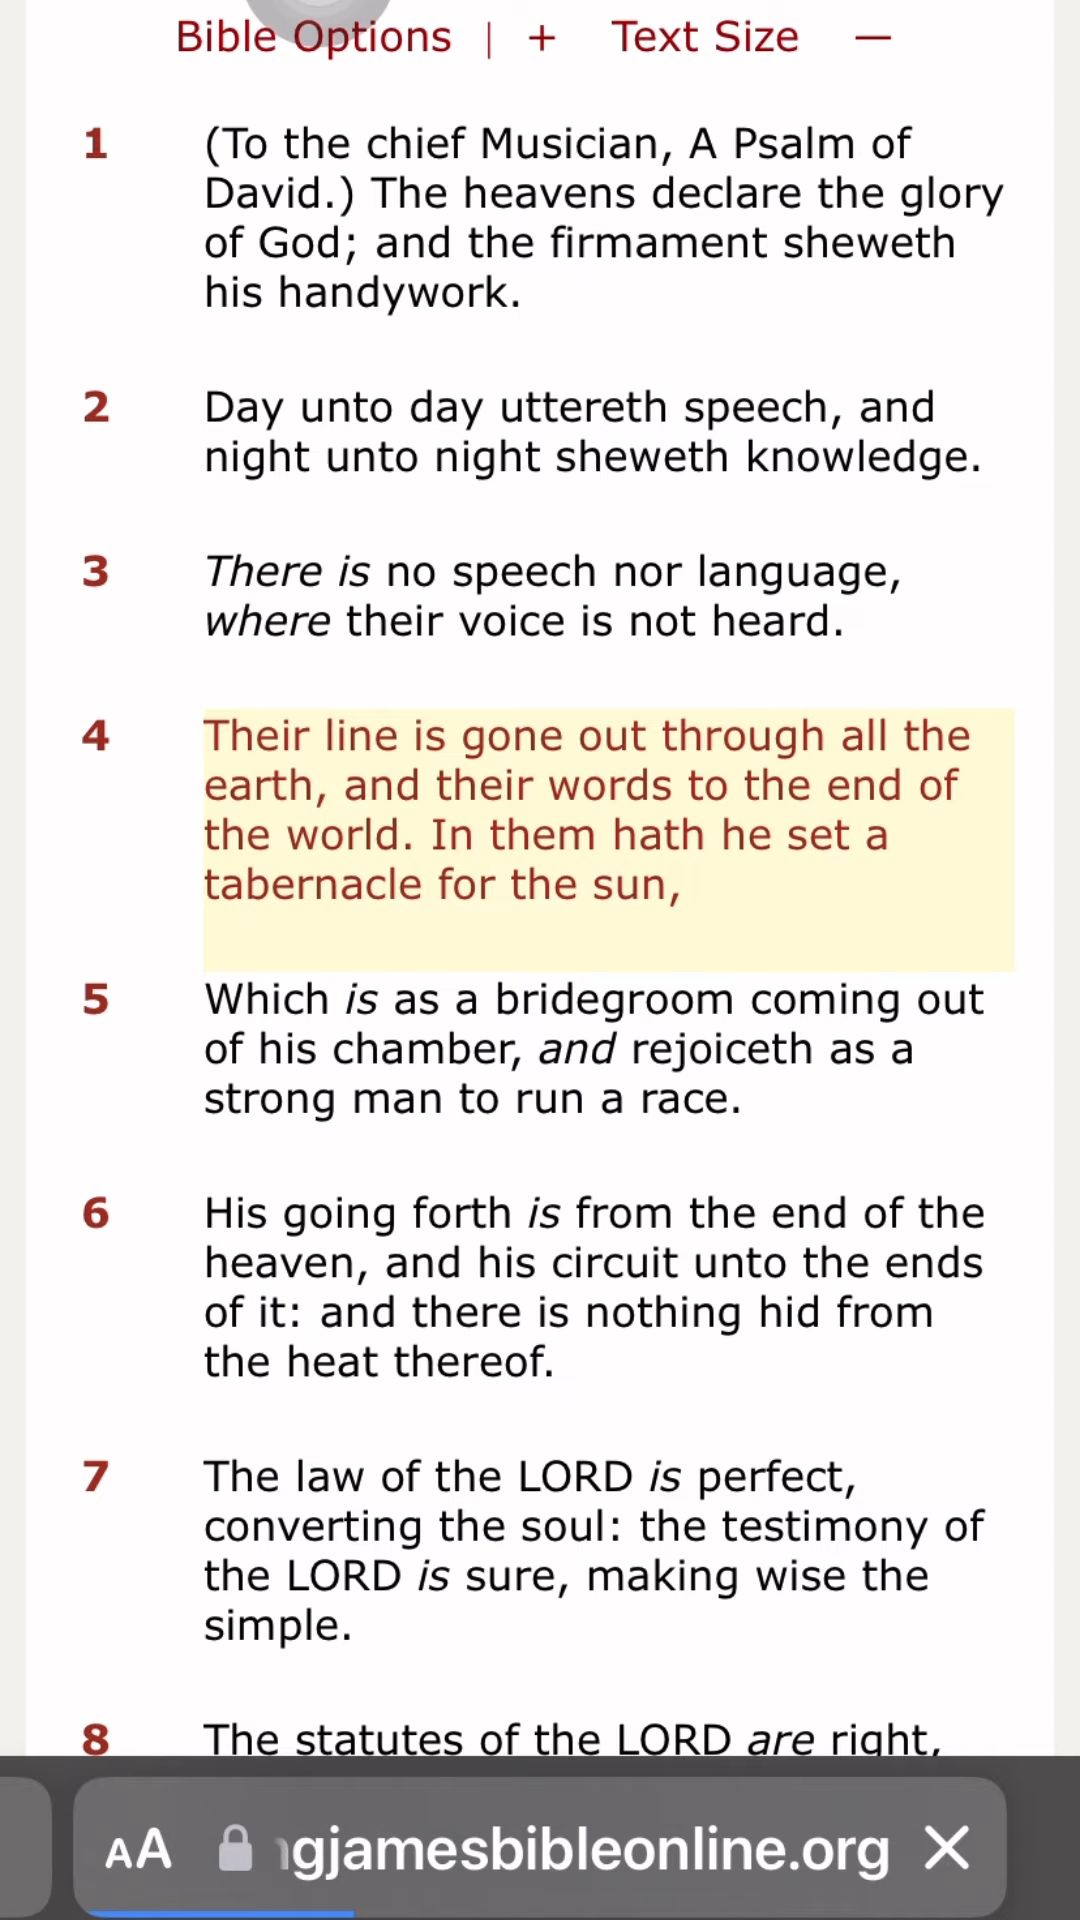 Bible Options | + Text Size —
1 (To the chief Musician, A Psalm of
David.) The heavens declare the glory
of God; and the firmament sheweth
his handywork.
2 Day unto day uttereth speech, and
night unto night sheweth knowledge.
3 There is no speech nor language,
where their voice is not heard.
4 Their line is gone out through all the
earth, and their words to the end of
the world. In them hath he set a
tabernacle for the sun,
5 Which is as a bridegroom coming out
of his chamber, and rejoiceth as a
strong man to run a race.
6 His going forth is from the end of the
heaven, and his circuit unto the ends
of it: and there is nothing hid from
the heat thereof.
7 The law of the LORD is perfect,
converting the soul: the testimony of
the LORD is sure, making wise the
simple.
8 The statutes of the LORD are right,
AA gjamesbibleonline.org